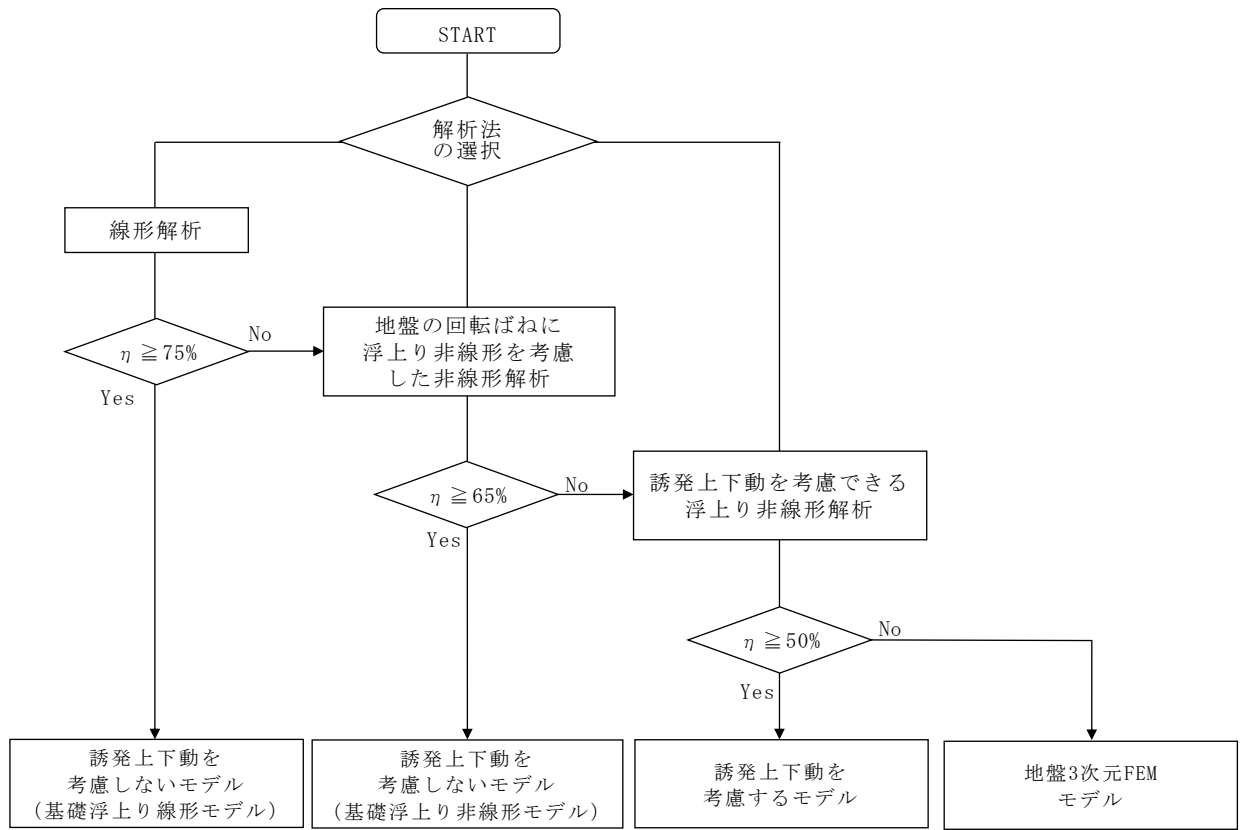 START
解析法
の選択
線形解析
η ≧75%
No
Yes
地盤の回転ばねに
浮上り非線形を考慮
した非線形解析
η ≧65%
No
Yes
誘発上下動を考慮できる
浮上り非線形解析
η ≧50%
No
Yes
誘発上下動を
考慮しないモデル
(基礎浮上り線形モデル)
誘発上下動を
考慮しないモデル
(基礎浮上り非線形モデル)
誘発上下動を
考慮するモデル
地盤3次元FEM
モデル